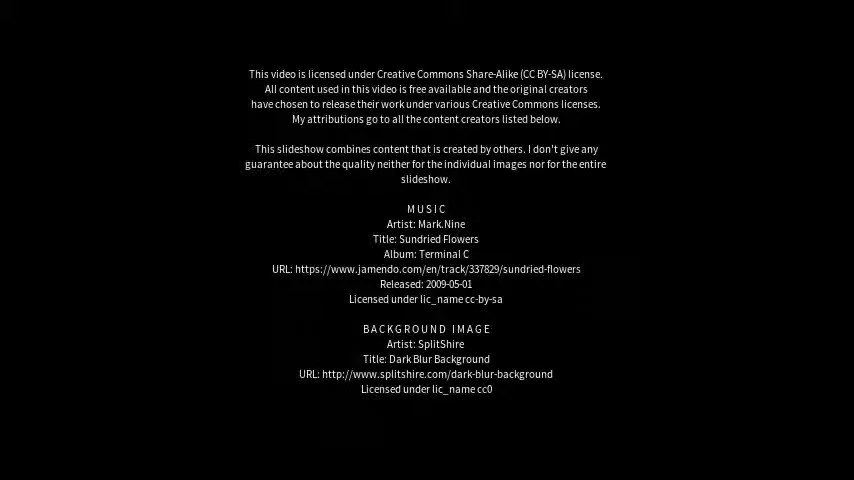 This video is licensed under Creative Commons Share-Alike (CC BY-SA) license.
All content used in this video is free available and the original creators
have chosen to release their work under various Creative Commons licenses.
My attributions go to all the content creators listed below.
This slideshow combines content that is created by others. I don't give any
guarantee about the quality neither for the individual images nor for the entire
slideshow.
MUSIC
Artist: Mark.Nine
Title: Sundried Flowers
Album: Terminal C
URL: https://www.jamendo.com/en/track/337829/sundried-flowers
Released: 2009-05-01
Licensed under lic_name cc-by-sa
BACKGROUND IMAGE
Artist: SplitShire
Title: Dark Blur Background
URL: http://www.splitshire.com/dark-blur-background
Licensed under lic_name cc0